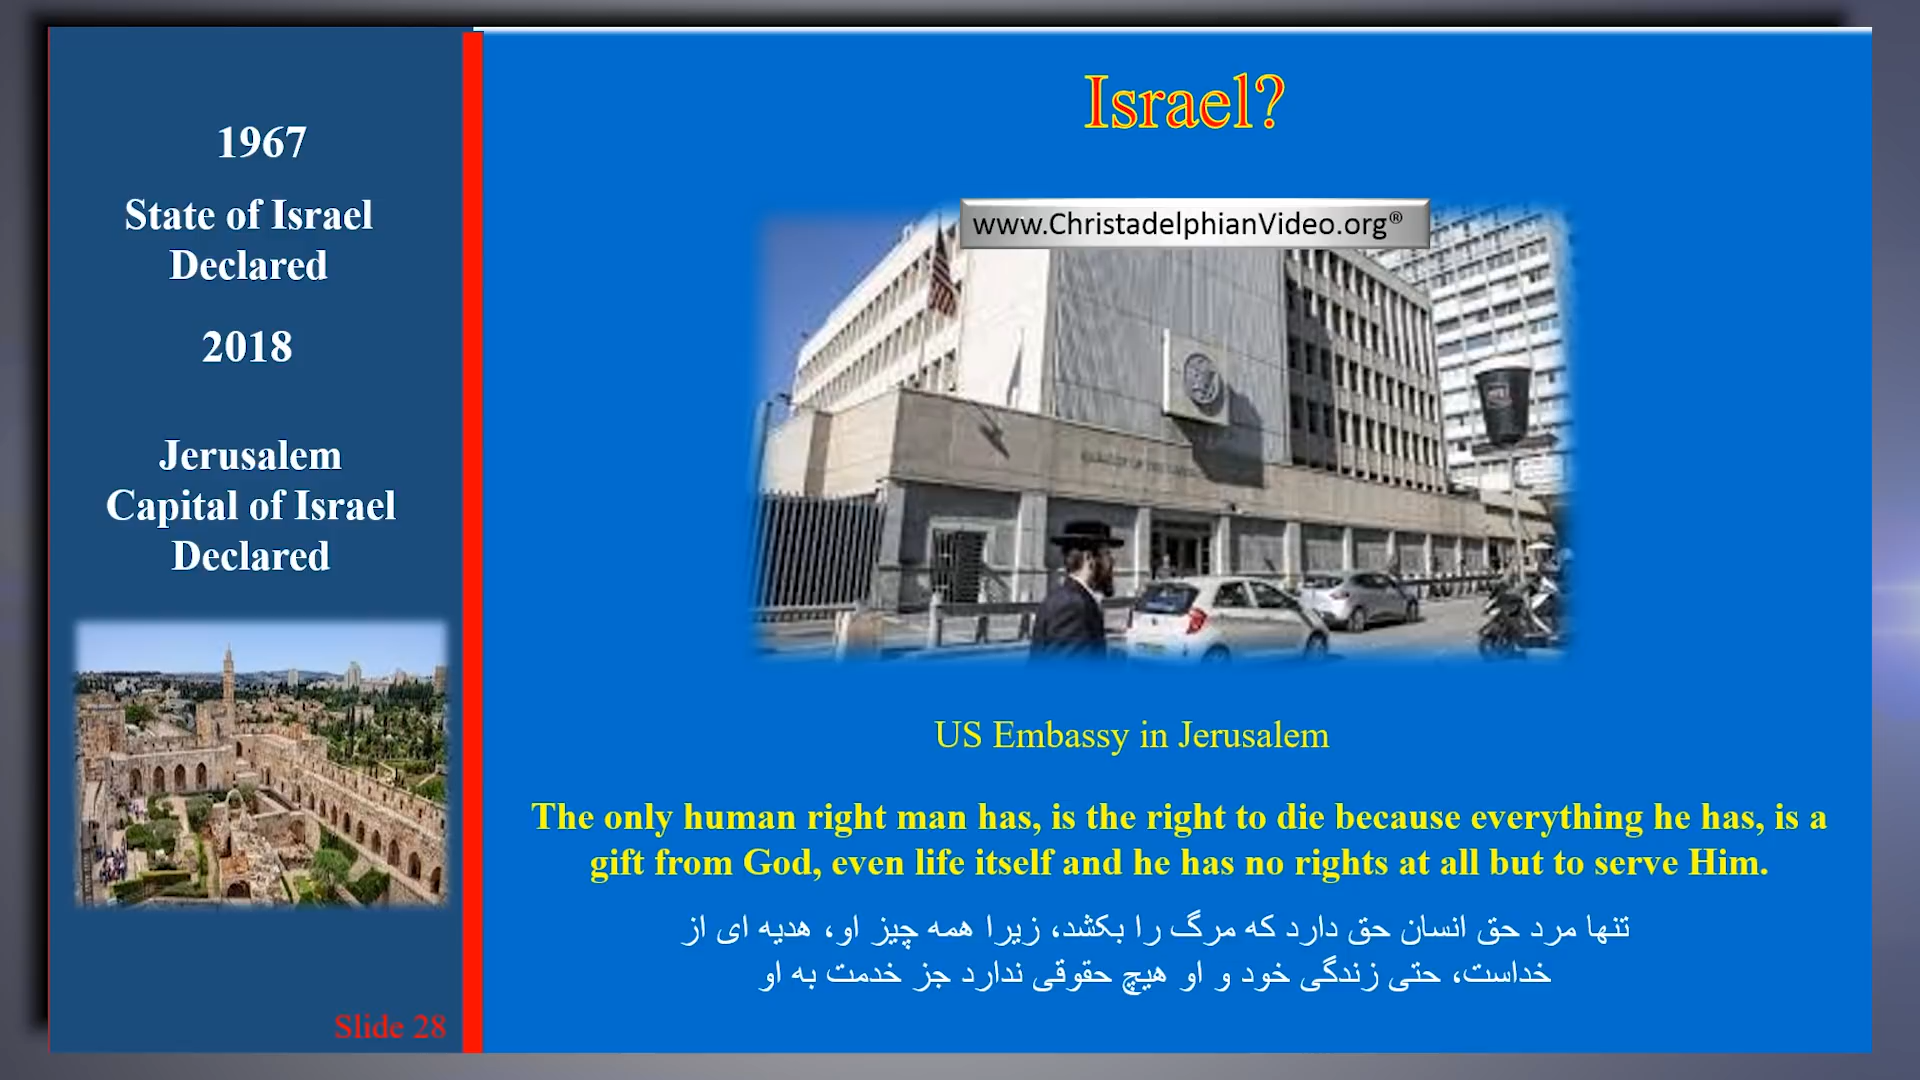 1967
State of Israel
Declared
2018
Jerusalem
Capital of Israel
Declared
Slide 28
Israel?
www.ChristadelphianVideo.org®
US Embassy in Jerusalem
The only human right man has, is the right to die because everything he has, is a
gift from God, even life itself and he has no rights at all but to serve Him.
تنها مرد حق انسان حق دارد که مرگ را بکشد، زیرا همه چیز او، هدیه ای از
خداست، حتی زندگی خود و او هیچ حقوقی ندارد جز خدمت به او